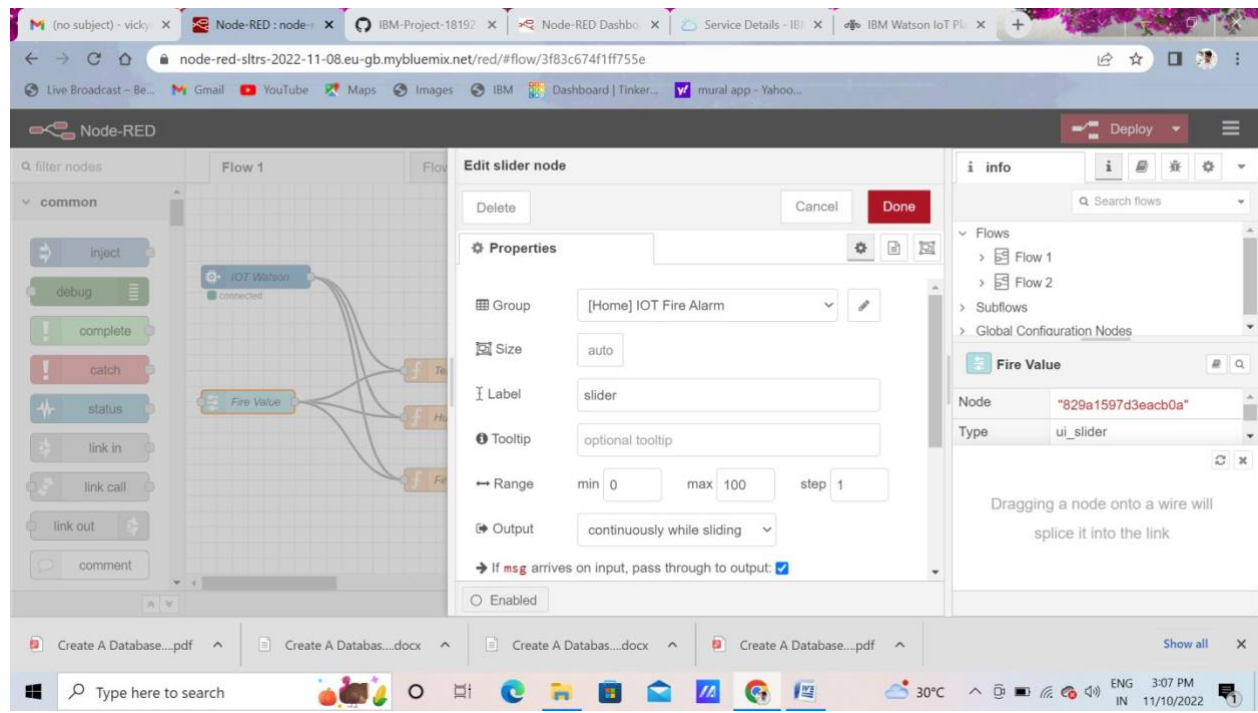 (no subject) - vicky
Node-RED : node-r
IBM-Project-18192
Node-RED Dashbo
Service Details - IB
IBM Watson IoT Pl
node-red-sltrs-2022-11-08.eu-gb.mybluemix.net/red/#flow/3f83c674f1ff755e
Live Broadcast – Be...
Gmail
YouTube
Maps
Images
IBM
Dashboard | Tinker...
mural app - Yahoo...
Node-RED
Deploy
filter nodes
Flow 1
Flow
Edit slider node
i info
Delete
Cancel
Done
Search flows
common
Properties
Flows
Flow 1
Flow 2
Subflows
Global Configuration Nodes
inject
debug
complete
catch
status
link in
link call
link out
comment
IOT Watson
connected
Fire Value
Te
Hu
Fir
Group
[Home] IOT Fire Alarm
Size
auto
Label
slider
Tooltip
optional tooltip
Range
min 0
max 100
step 1
Output
continuously while sliding
If msg arrives on input, pass through to output:
Enabled
Fire Value
Node
"829a1597d3eacb0a"
Type
ui_slider
Dragging a node onto a wire will
splice it into the link
Create A Database....pdf
Create A Databas....docx
Create A Databas....docx
Create A Database....pdf
Show all
Type here to search
30°C
ENG
IN
3:07 PM
11/10/2022
1